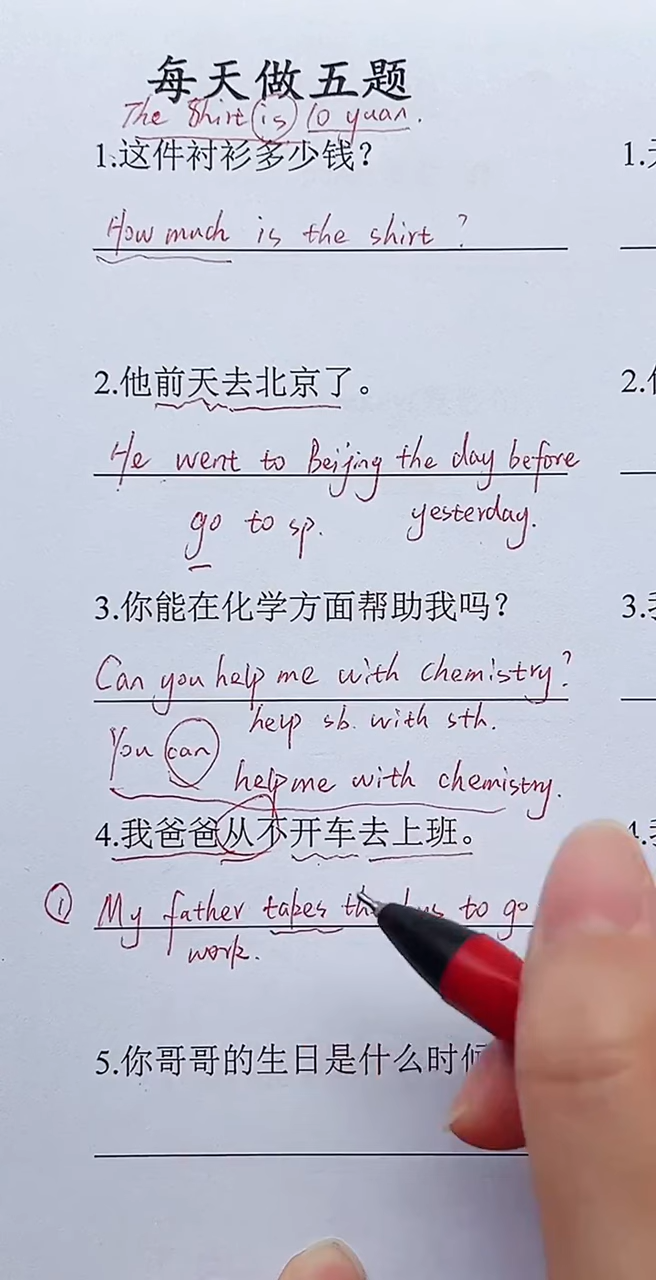 每天做五题
The Shirt is 10 yuan.
1.这件衬衫多少钱？
How much is the shirt ?
2.他前天去北京了。
He went to Beijing the day before
go to sp. yesterday.
3.你能在化学方面帮助我吗？
Can you help me with chemistry?
help sb. with sth.
You can
help me with chemistry.
4.我爸爸从不开车去上班。
① My father takes to go
work.
5.你哥哥的生日是什么时候
1.
2.
3.
4.